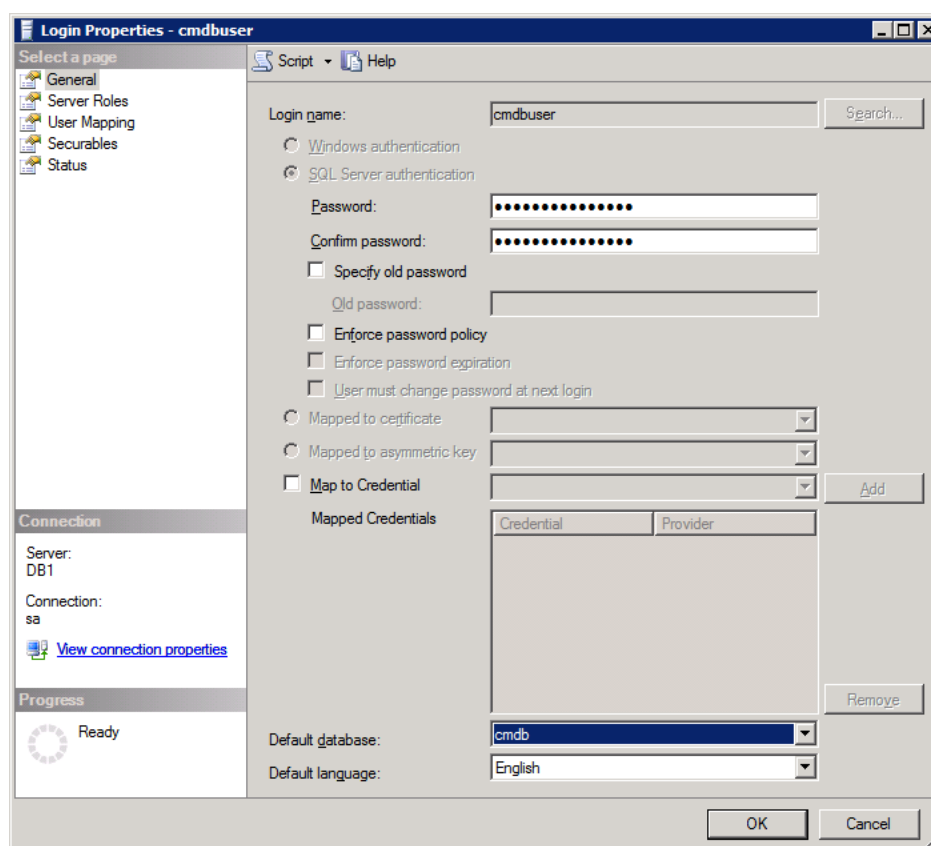 Login Properties - cmdbuser
Select a page
General
Server Roles
User Mapping
Securables
Status
Script Help
Login name: cmdbuser Search...
Windows authentication
SQL Server authentication
Password: ●●●●●●●●●●●●●●●
Confirm password: ●●●●●●●●●●●●●●●
Specify old password
Old password:
Enforce password policy
Enforce password expiration
User must change password at next login
Mapped to certificate
Mapped to asymmetric key
Map to Credential Add
Mapped Credentials Credential Provider
Remove
Default database: cmdb
Default language: English
Connection
Server:
DB1
Connection:
sa
View connection properties
Progress
Ready
OK Cancel